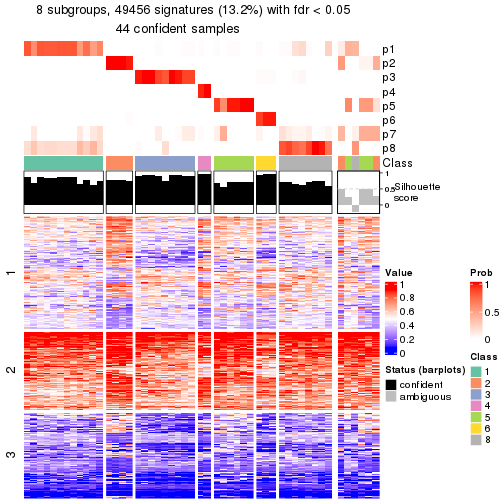 8 subgroups, 49456 signatures (13.2%) with fdr < 0.05
44 confident samples
p1
p2
p3
p4
p5
p6
p7
p8
Class
1
0.5
0
Silhouette
score
1
2
3
Value
1
0.8
0.6
0.4
0.2
0
Status (barplots)
confident
ambiguous
Prob
1
0.5
0
Class
1
2
3
4
5
6
8